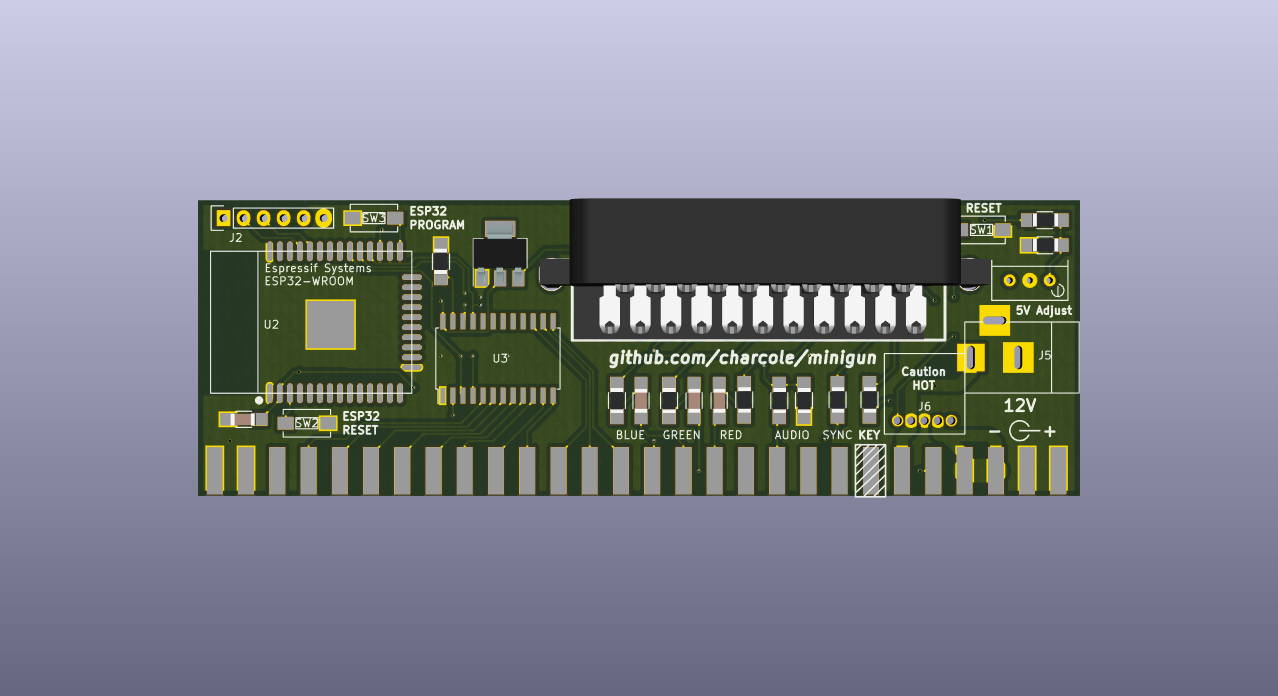 J2
SW3
ESP32
PROGRAM
RESET
SW1
Espressif Systems
ESP32-WROOM
U2
5V Adjust
U3
github.com/charcole/minigun
J5
Caution
HOT
J6
12V
- +
SW2
ESP32
RESET
BLUE GREEN RED AUDIO SYNC KEY